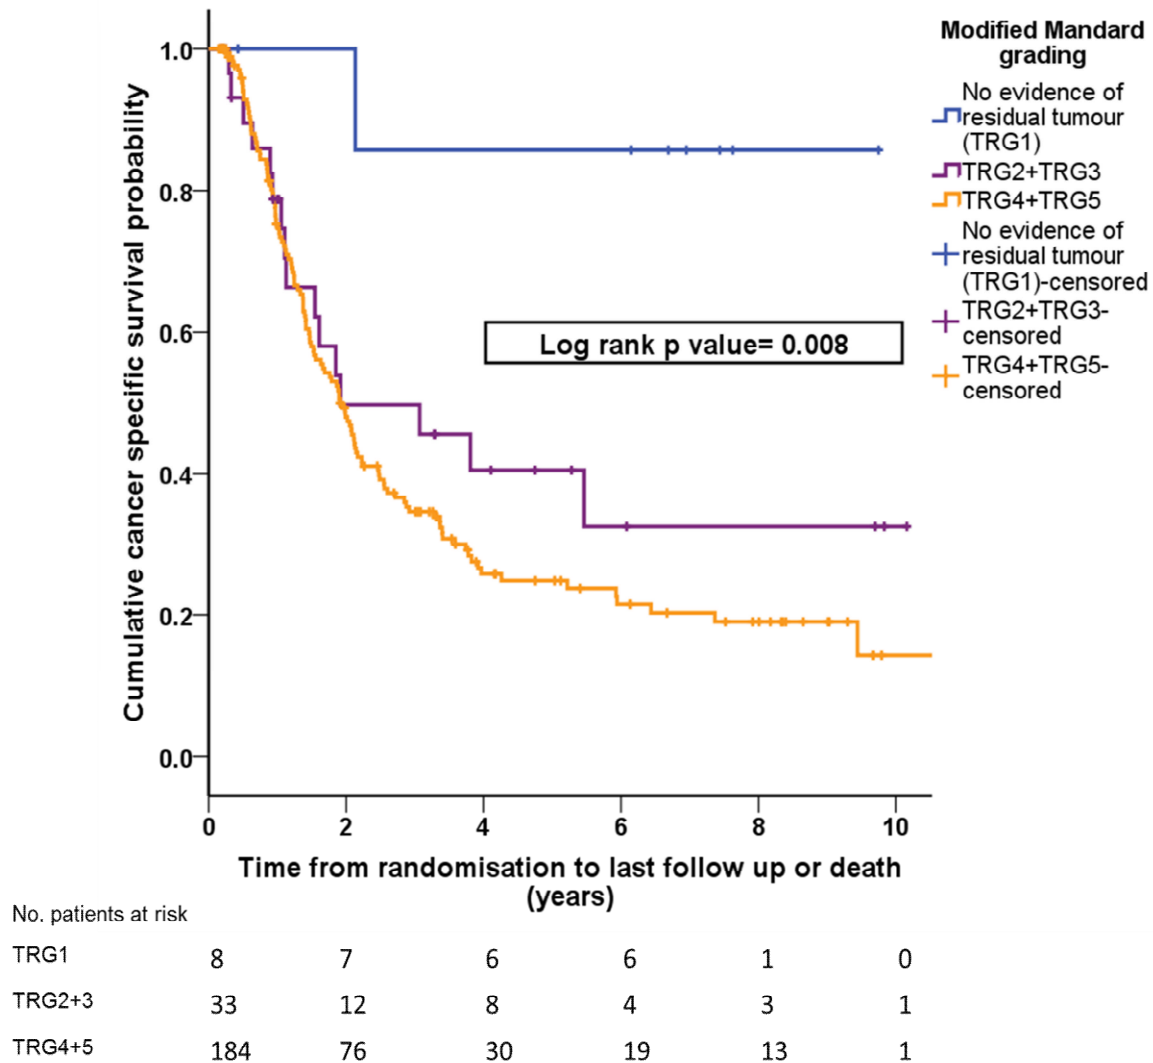 Modified Mandard
grading
No evidence of
residual tumour
(TRG1)
TRG2+TRG3
TRG4+TRG5
No evidence of
residual tumour
(TRG1)-censored
TRG2+TRG3-
censored
TRG4+TRG5-
censored
Cumulative cancer specific survival probability
1.0
0.8
0.6
0.4
0.2
0.0
Log rank p value= 0.008
0 2 4 6 8 10
Time from randomisation to last follow up or death
(years)
No. patients at risk
TRG1 8 7 6 6 1 0
TRG2+3 33 12 8 4 3 1
TRG4+5 184 76 30 19 13 1